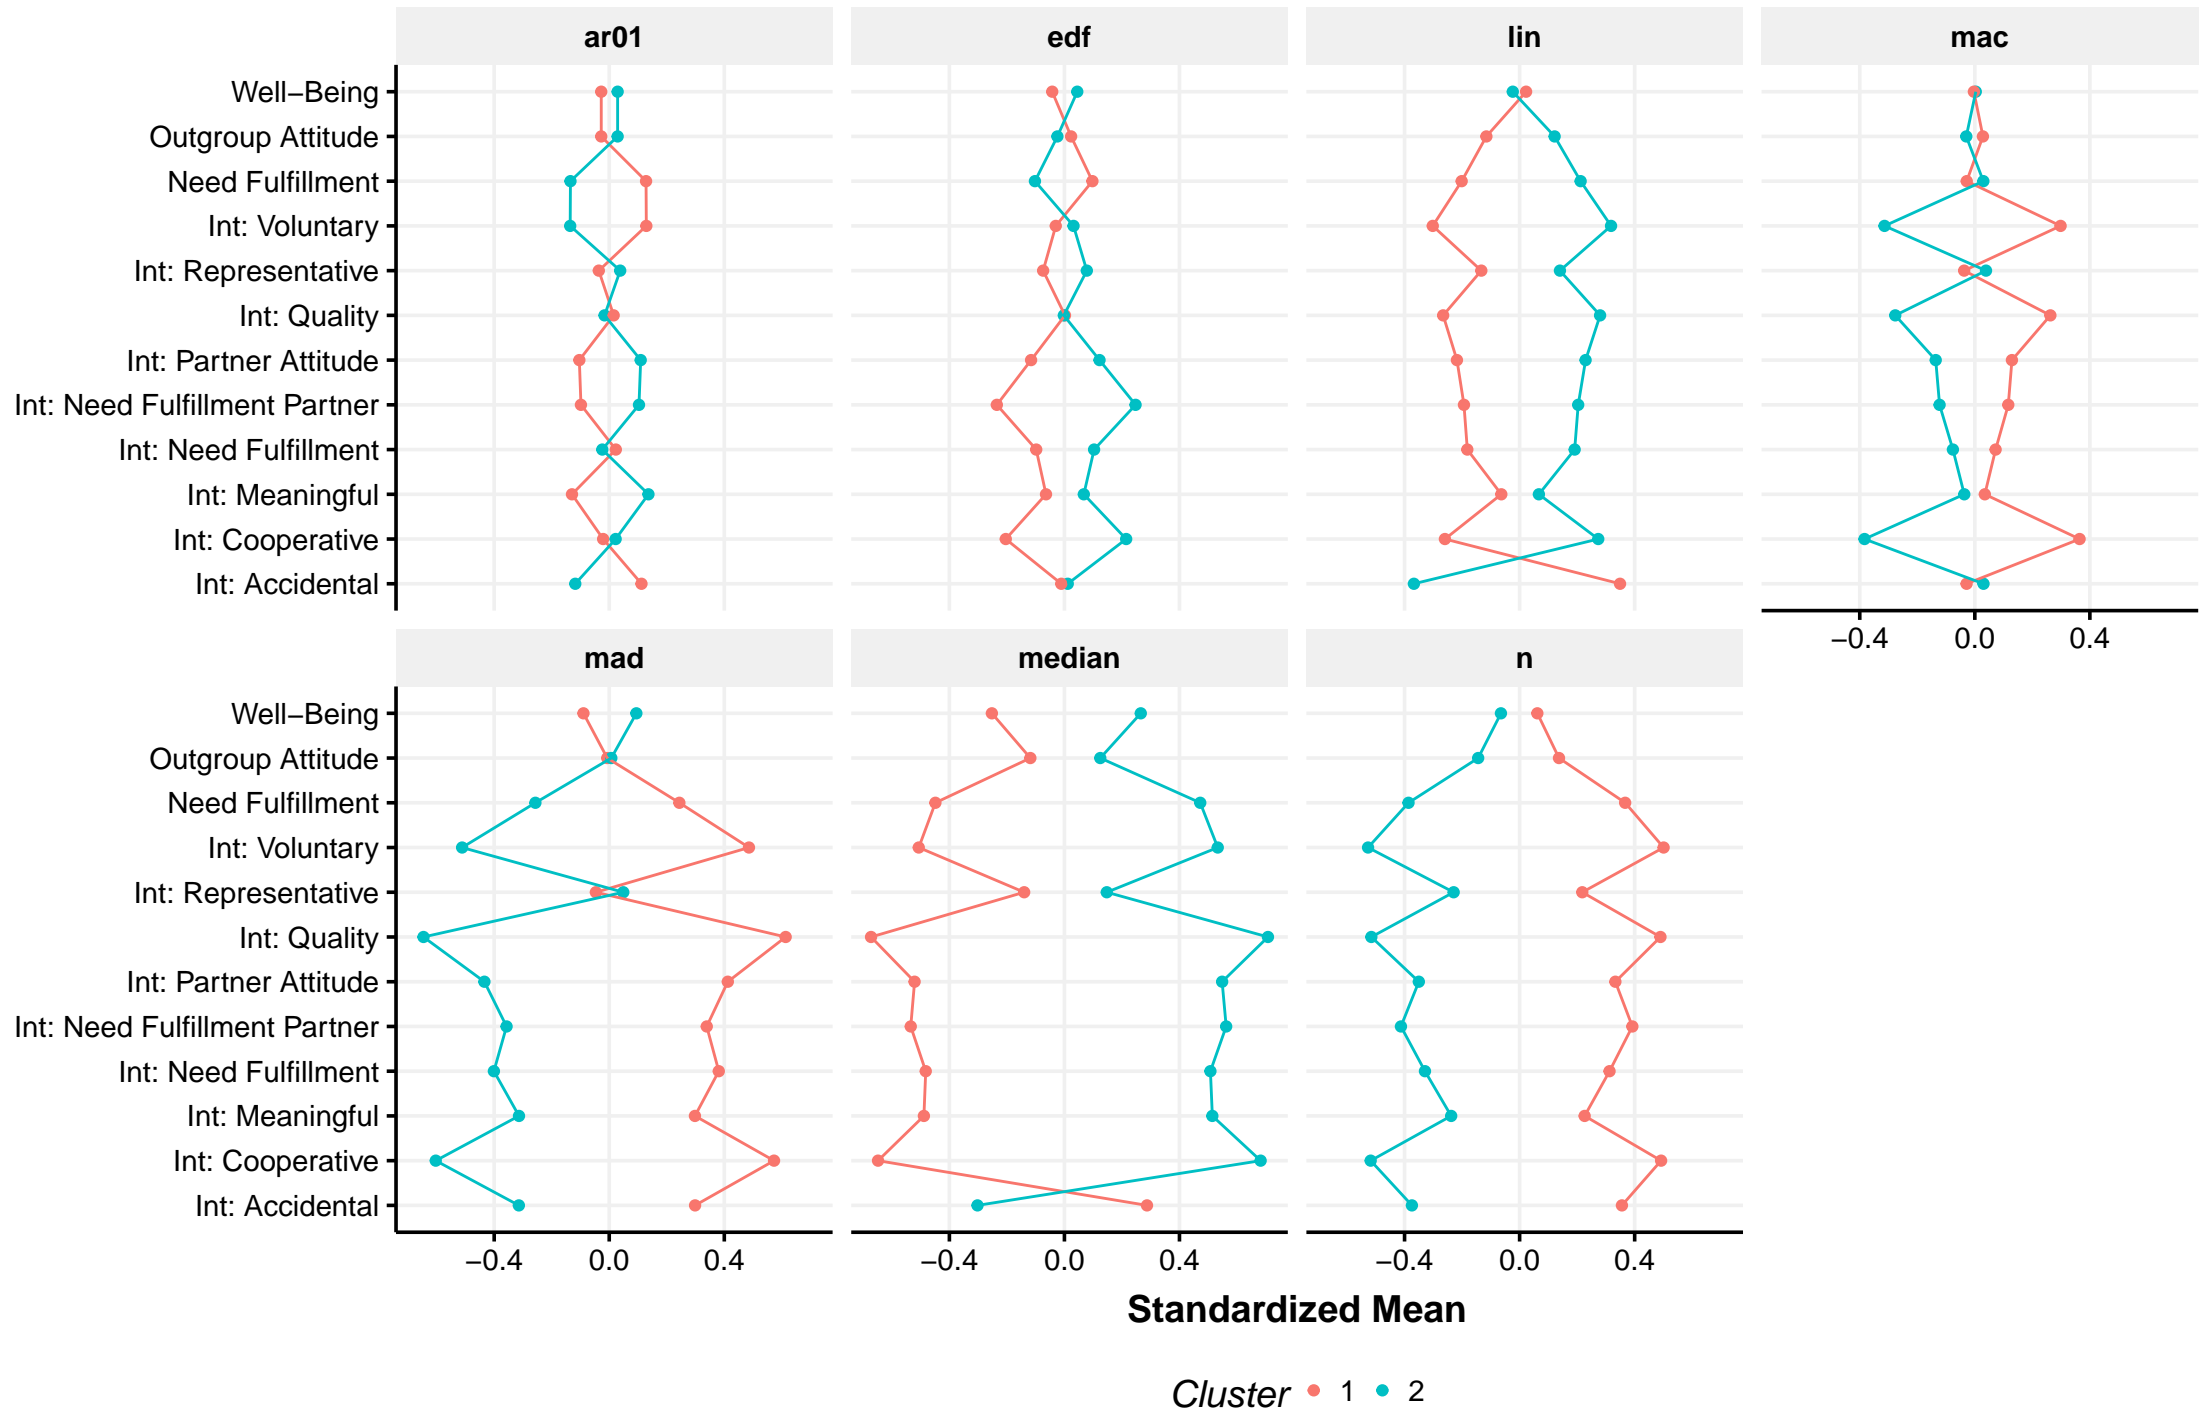 ar01 edf lin mac
Well−Being
Outgroup Attitude
Need Fulfillment
Int: Voluntary
Int: Representative
Int: Quality
Int: Partner Attitude
Int: Need Fulfillment Partner
Int: Need Fulfillment
Int: Meaningful
Int: Cooperative
Int: Accidental
−0.4 0.0 0.4
mad median n
Well−Being
Outgroup Attitude
Need Fulfillment
Int: Voluntary
Int: Representative
Int: Quality
Int: Partner Attitude
Int: Need Fulfillment Partner
Int: Need Fulfillment
Int: Meaningful
Int: Cooperative
Int: Accidental
−0.4 0.0 0.4 −0.4 0.0 0.4 −0.4 0.0 0.4
Standardized Mean
Cluster 1 2